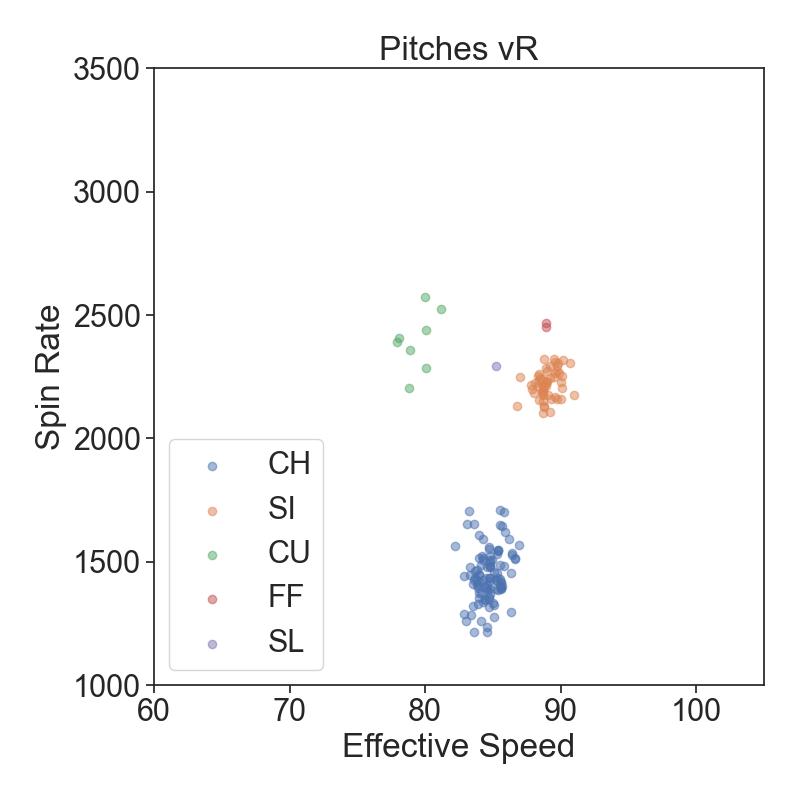 Pitches vR
3500
3000
2500
2000
1500
1000
Spin Rate
CH
SI
CU
FF
SL
60 70 80 90 100
Effective Speed